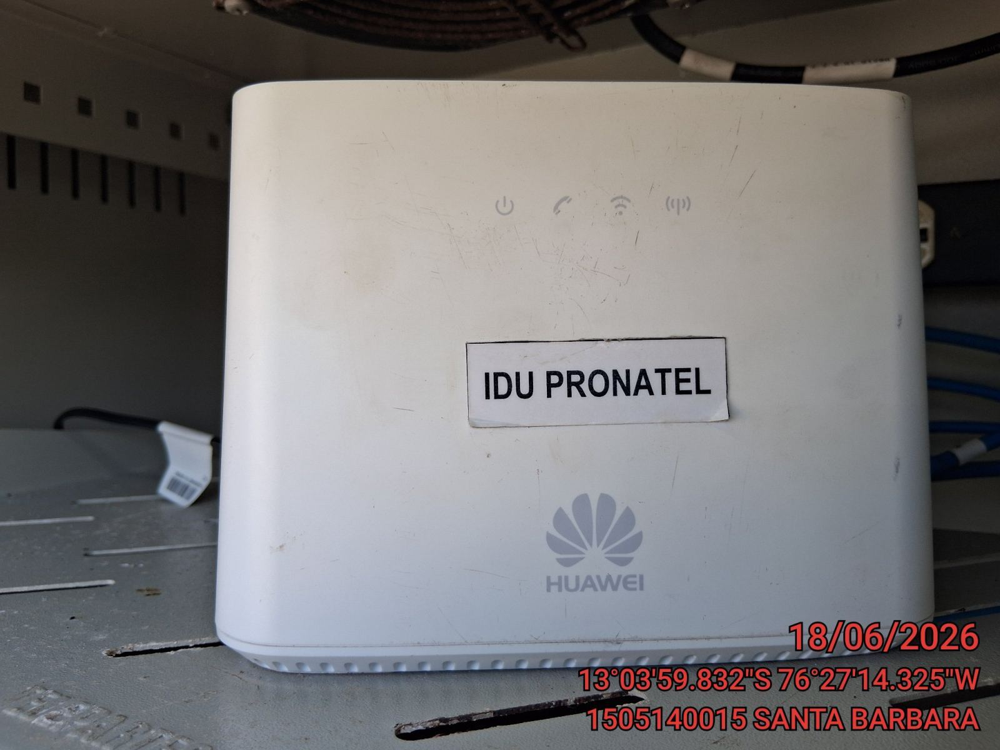 IDU PRONATEL
HUAWEI
18/06/2026
13°03'59.832"S 76°27'14.325"W
1505140015 SANTA BARBARA